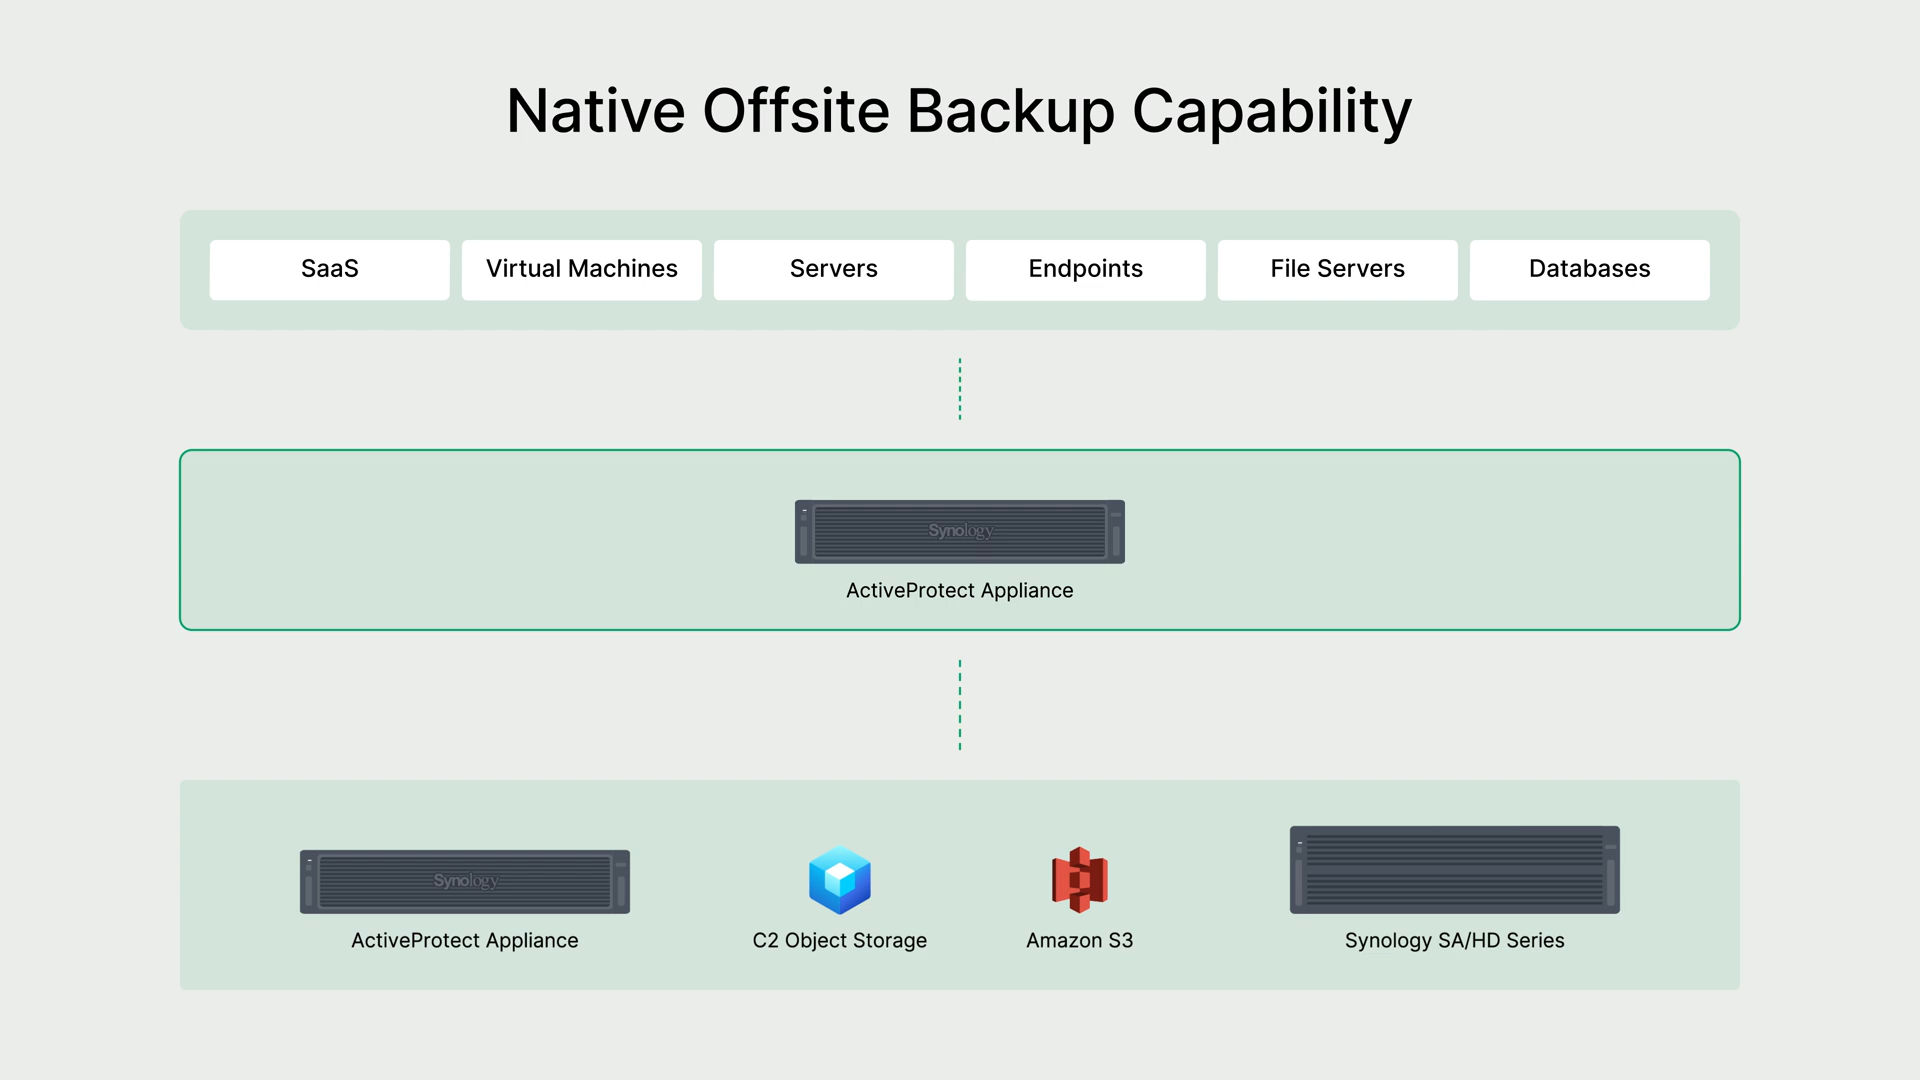 Native Offsite Backup Capability
SaaS
Virtual Machines
Servers
Endpoints
File Servers
Databases
Synology
ActiveProtect Appliance
Synology
ActiveProtect Appliance
C2 Object Storage
Amazon S3
Synology SA/HD Series